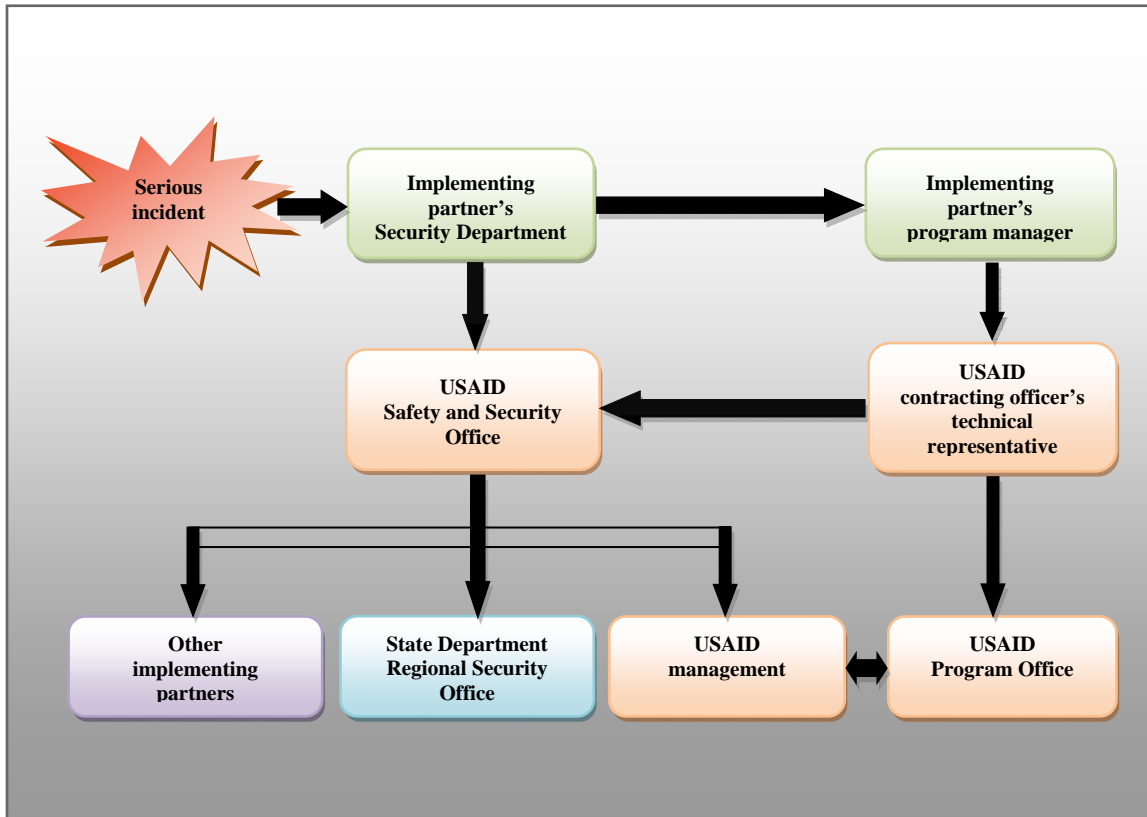 Serious
incident
Implementing
partner's
Security Department
Implementing
partner's
program manager
USAID
Safety and Security
Office
USAID
contracting officer's
technical
representative
Other
implementing
partners
State Department
Regional Security
Office
USAID
management
USAID
Program Office